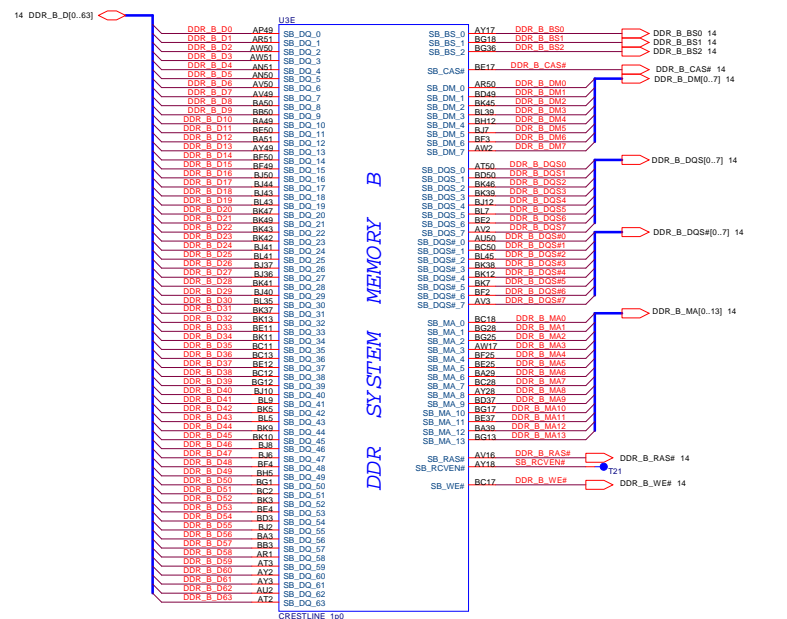 14 DDR_B_D[0..63]
U3E
DDR_B_D0 AP49 SB_DQ_0
DDR_B_D1 AR51 SB_DQ_1
DDR_B_D2 AW50 SB_DQ_2
DDR_B_D3 AW51 SB_DQ_3
DDR_B_D4 AN51 SB_DQ_4
DDR_B_D5 AN50 SB_DQ_5
DDR_B_D6 AV50 SB_DQ_6
DDR_B_D7 AV49 SB_DQ_7
DDR_B_D8 BA50 SB_DQ_8
DDR_B_D9 BB50 SB_DQ_9
DDR_B_D10 BA49 SB_DQ_10
DDR_B_D11 BE50 SB_DQ_11
DDR_B_D12 BA51 SB_DQ_12
DDR_B_D13 AY49 SB_DQ_13
DDR_B_D14 BF50 SB_DQ_14
DDR_B_D15 BF49 SB_DQ_15
DDR_B_D16 BJ50 SB_DQ_16
DDR_B_D17 BJ44 SB_DQ_17
DDR_B_D18 BJ43 SB_DQ_18
DDR_B_D19 BL43 SB_DQ_19
DDR_B_D20 BK47 SB_DQ_20
DDR_B_D21 BK49 SB_DQ_21
DDR_B_D22 BK43 SB_DQ_22
DDR_B_D23 BK42 SB_DQ_23
DDR_B_D24 BJ41 SB_DQ_24
DDR_B_D25 BL41 SB_DQ_25
DDR_B_D26 BJ37 SB_DQ_26
DDR_B_D27 BJ36 SB_DQ_27
DDR_B_D28 BK41 SB_DQ_28
DDR_B_D29 BJ40 SB_DQ_29
DDR_B_D30 BL35 SB_DQ_30
DDR_B_D31 BK37 SB_DQ_31
DDR_B_D32 BK13 SB_DQ_32
DDR_B_D33 BE11 SB_DQ_33
DDR_B_D34 BK11 SB_DQ_34
DDR_B_D35 BC11 SB_DQ_35
DDR_B_D36 BC13 SB_DQ_36
DDR_B_D37 BE12 SB_DQ_37
DDR_B_D38 BC12 SB_DQ_38
DDR_B_D39 BG12 SB_DQ_39
DDR_B_D40 BJ10 SB_DQ_40
DDR_B_D41 BL9 SB_DQ_41
DDR_B_D42 BK5 SB_DQ_42
DDR_B_D43 BL5 SB_DQ_43
DDR_B_D44 BK9 SB_DQ_44
DDR_B_D45 BK10 SB_DQ_45
DDR_B_D46 BJ8 SB_DQ_46
DDR_B_D47 BJ6 SB_DQ_47
DDR_B_D48 BF4 SB_DQ_48
DDR_B_D49 BH5 SB_DQ_49
DDR_B_D50 BG1 SB_DQ_50
DDR_B_D51 BC2 SB_DQ_51
DDR_B_D52 BK3 SB_DQ_52
DDR_B_D53 BE4 SB_DQ_53
DDR_B_D54 BD3 SB_DQ_54
DDR_B_D55 BJ2 SB_DQ_55
DDR_B_D56 BA3 SB_DQ_56
DDR_B_D57 BB3 SB_DQ_57
DDR_B_D58 AR1 SB_DQ_58
DDR_B_D59 AT3 SB_DQ_59
DDR_B_D60 AY2 SB_DQ_60
DDR_B_D61 AY3 SB_DQ_61
DDR_B_D62 AU2 SB_DQ_62
DDR_B_D63 AT2 SB_DQ_63
CRESTLINE_1p0
DDR SYSTEM MEMORY B
SB_BS_0 AY17 DDR_B_BS0 DDR_B_BS0 14
SB_BS_1 BG18 DDR_B_BS1 DDR_B_BS1 14
SB_BS_2 BG36 DDR_B_BS2 DDR_B_BS2 14
SB_CAS# BE17 DDR_B_CAS# DDR_B_CAS# 14
DDR_B_DM[0..7] 14
SB_DM_0 AR50 DDR_B_DM0
SB_DM_1 BD49 DDR_B_DM1
SB_DM_2 BK45 DDR_B_DM2
SB_DM_3 BL39 DDR_B_DM3
SB_DM_4 BH12 DDR_B_DM4
SB_DM_5 BJ7 DDR_B_DM5
SB_DM_6 BF3 DDR_B_DM6
SB_DM_7 AW2 DDR_B_DM7
DDR_B_DQS[0..7] 14
SB_DQS_0 AT50 DDR_B_DQS0
SB_DQS_1 BD50 DDR_B_DQS1
SB_DQS_2 BK46 DDR_B_DQS2
SB_DQS_3 BK39 DDR_B_DQS3
SB_DQS_4 BJ12 DDR_B_DQS4
SB_DQS_5 BL7 DDR_B_DQS5
SB_DQS_6 BE2 DDR_B_DQS6
SB_DQS_7 AV2 DDR_B_DQS7
DDR_B_DQS#[0..7] 14
SB_DQS#_0 AU50 DDR_B_DQS#0
SB_DQS#_1 BC50 DDR_B_DQS#1
SB_DQS#_2 BL45 DDR_B_DQS#2
SB_DQS#_3 BK38 DDR_B_DQS#3
SB_DQS#_4 BK12 DDR_B_DQS#4
SB_DQS#_5 BK7 DDR_B_DQS#5
SB_DQS#_6 BF2 DDR_B_DQS#6
SB_DQS#_7 AV3 DDR_B_DQS#7
DDR_B_MA[0..13] 14
SB_MA_0 BC18 DDR_B_MA0
SB_MA_1 BG28 DDR_B_MA1
SB_MA_2 BG25 DDR_B_MA2
SB_MA_3 AW17 DDR_B_MA3
SB_MA_4 BF25 DDR_B_MA4
SB_MA_5 BE25 DDR_B_MA5
SB_MA_6 BA29 DDR_B_MA6
SB_MA_7 BC28 DDR_B_MA7
SB_MA_8 AY28 DDR_B_MA8
SB_MA_9 BD37 DDR_B_MA9
SB_MA_10 BG17 DDR_B_MA10
SB_MA_11 BE37 DDR_B_MA11
SB_MA_12 BA39 DDR_B_MA12
SB_MA_13 BG13 DDR_B_MA13
SB_RAS# AV16 DDR_B_RAS# DDR_B_RAS# 14
SB_RCVEN# AY18 SB_RCVEN# T21
SB_WE# BC17 DDR_B_WE# DDR_B_WE# 14